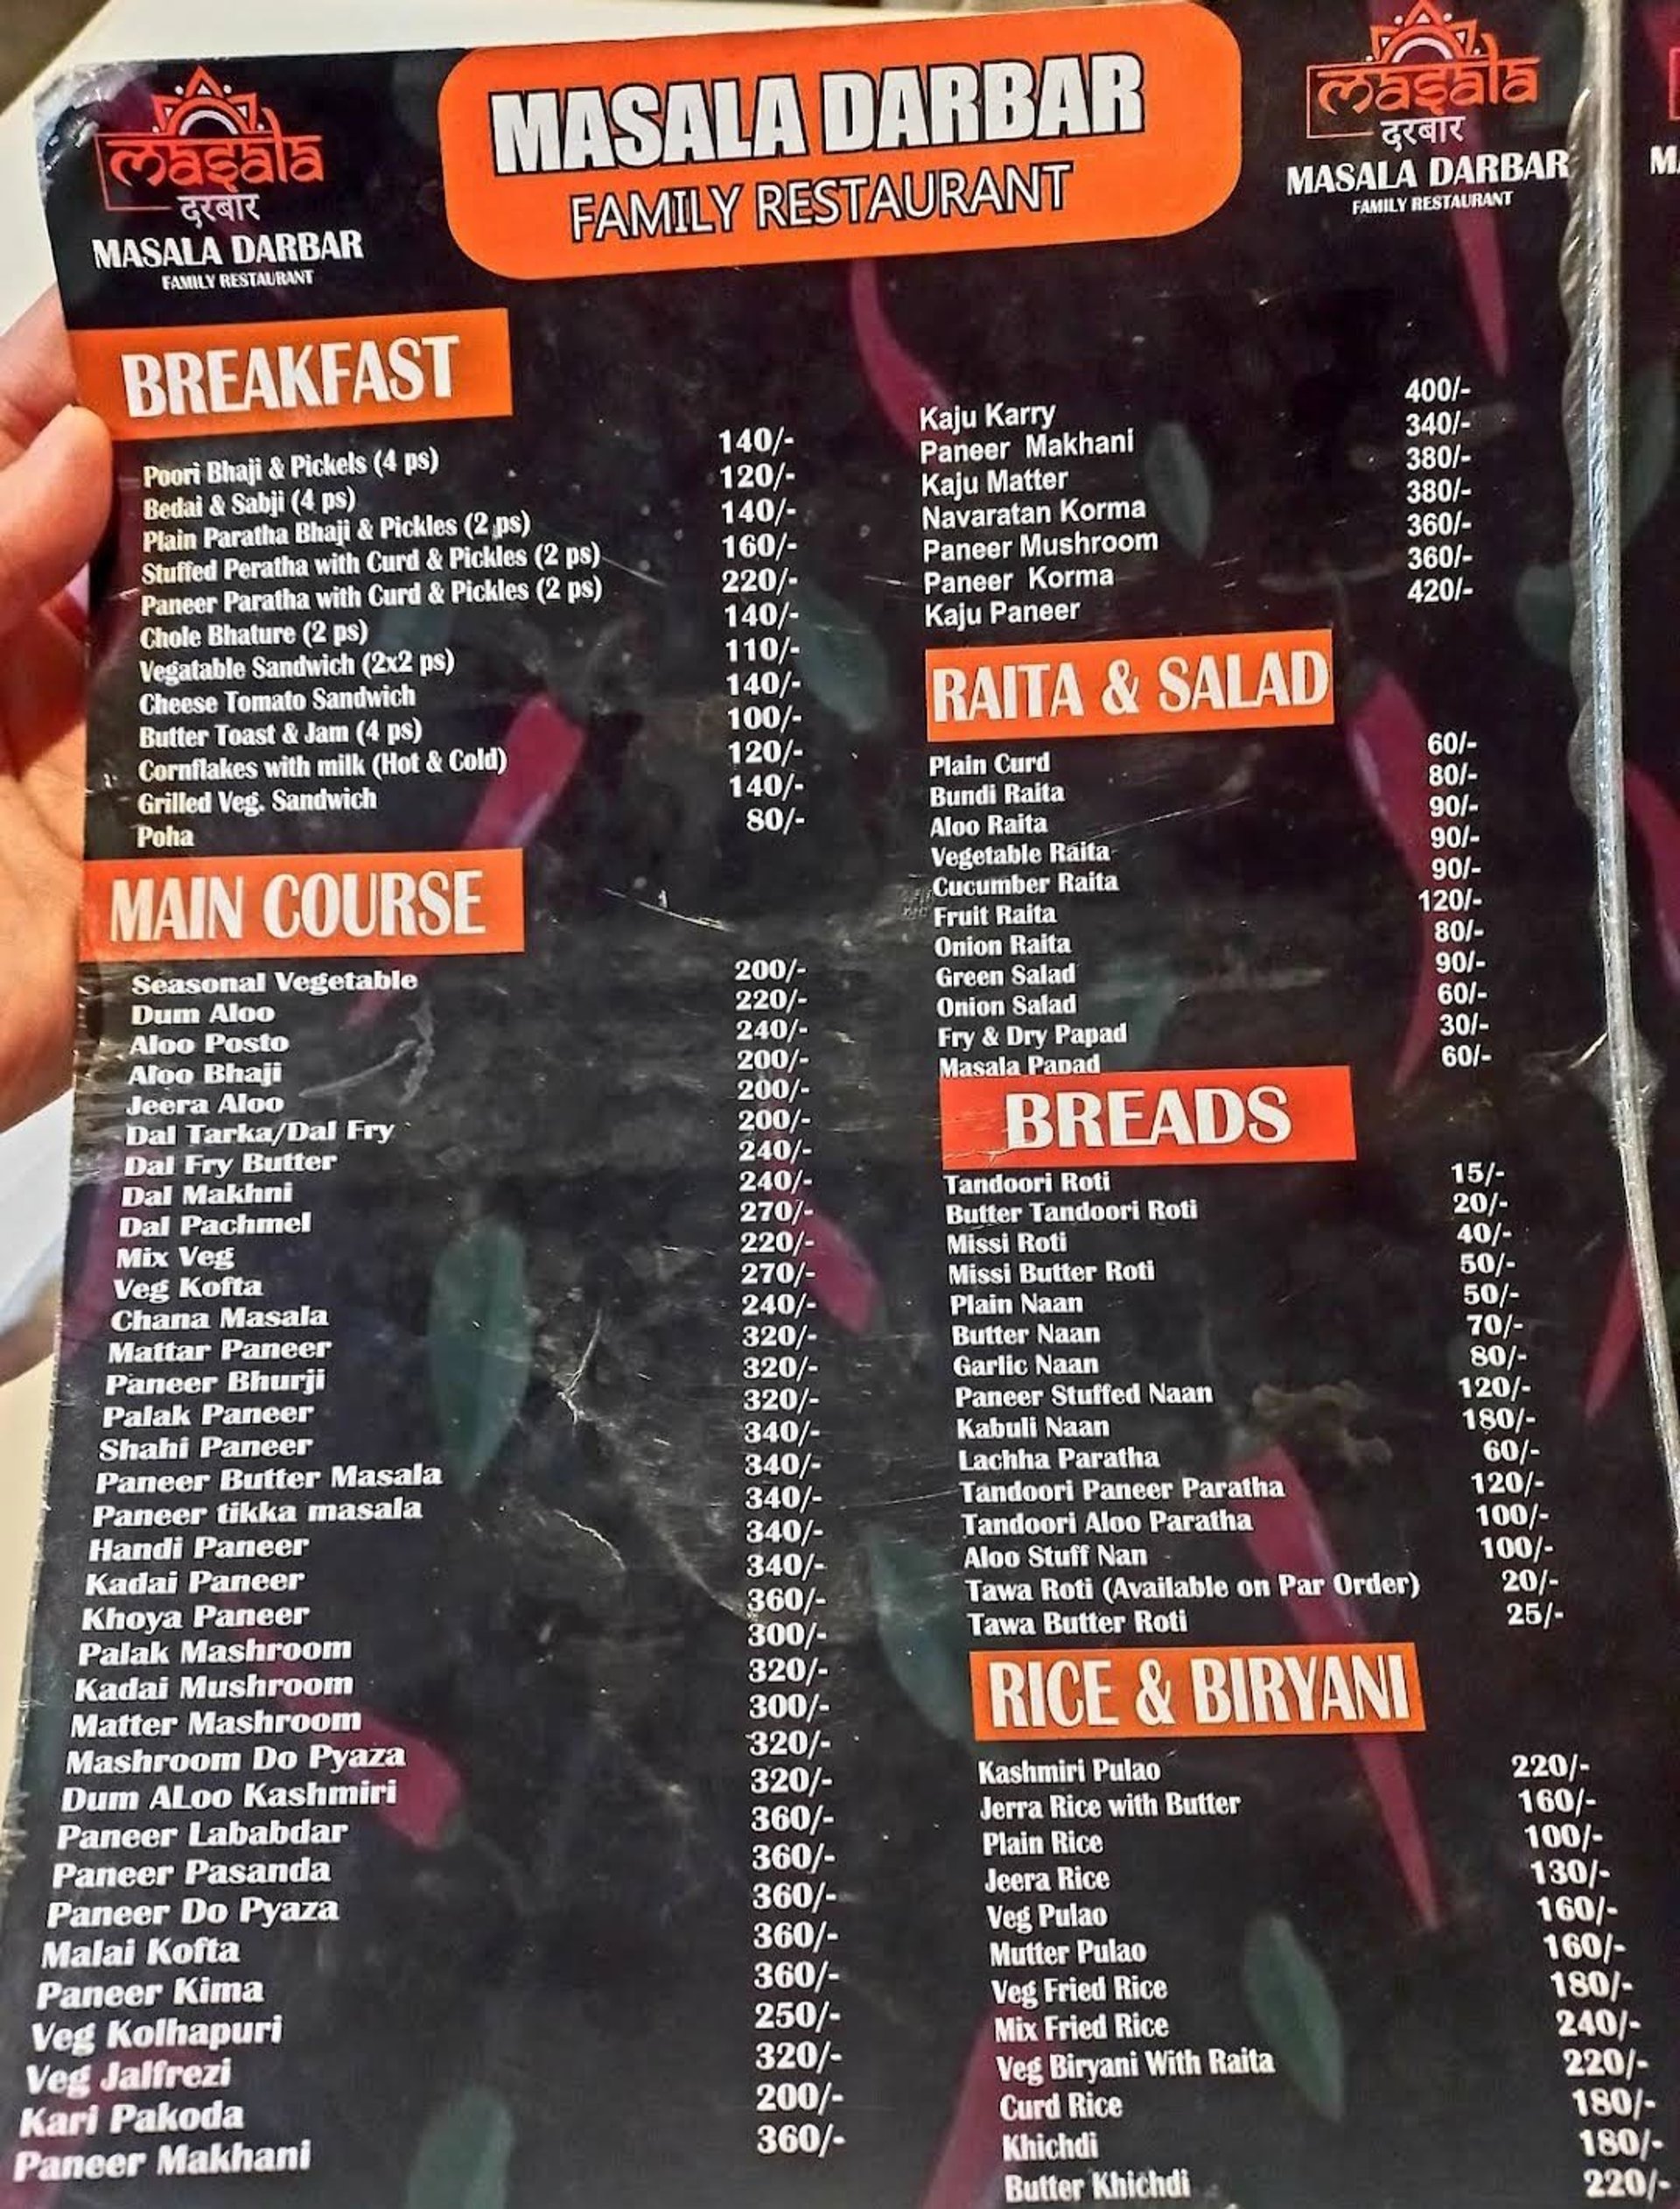 masala
दरबार
MASALA DARBAR
FAMILY RESTAURANT
MASALA DARBAR
FAMILY RESTAURANT
masala
दरबार
MASALA DARBAR
FAMILY RESTAURANT
BREAKFAST
Poori Bhaji & Pickels (4 ps) 140/-
Bedai & Sabji (4 ps) 120/-
Plain Paratha Bhaji & Pickles (2 ps) 140/-
Stuffed Peratha with Curd & Pickles (2 ps) 160/-
Paneer Paratha with Curd & Pickles (2 ps) 220/-
Chole Bhature (2 ps) 140/-
Vegatable Sandwich (2x2 ps) 110/-
Cheese Tomato Sandwich 140/-
Butter Toast & Jam (4 ps) 100/-
Cornflakes with milk (Hot & Cold) 120/-
Grilled Veg. Sandwich 140/-
Poha 80/-
MAIN COURSE
Seasonal Vegetable 200/-
Dum Aloo 220/-
Aloo Posto 240/-
Aloo Bhaji 200/-
Jeera Aloo 200/-
Dal Tarka/Dal Fry 200/-
Dal Fry Butter 240/-
Dal Makhni 240/-
Dal Pachmel 270/-
Mix Veg 220/-
Veg Kofta 270/-
Chana Masala 240/-
Mattar Paneer 320/-
Paneer Bhurji 320/-
Palak Paneer 320/-
Shahi Paneer 340/-
Paneer Butter Masala 340/-
Paneer tikka masala 340/-
Handi Paneer 340/-
Kadai Paneer 340/-
Khoya Paneer 360/-
Palak Mashroom 300/-
Kadai Mushroom 320/-
Matter Mashroom 300/-
Mashroom Do Pyaza 320/-
Dum ALoo Kashmiri 320/-
Paneer Lababdar 360/-
Paneer Pasanda 360/-
Paneer Do Pyaza 360/-
Malai Kofta 360/-
Paneer Kima 360/-
Veg Kolhapuri 250/-
Veg Jalfrezi 320/-
Kari Pakoda 200/-
Paneer Makhani 360/-
Kaju Karry 400/-
Paneer Makhani 340/-
Kaju Matter 380/-
Navaratan Korma 380/-
Paneer Mushroom 360/-
Paneer Korma 360/-
Kaju Paneer 420/-
RAITA & SALAD
Plain Curd 60/-
Bundi Raita 80/-
Aloo Raita 90/-
Vegetable Raita 90/-
Cucumber Raita 90/-
Fruit Raita 120/-
Onion Raita 80/-
Green Salad 90/-
Onion Salad 60/-
Fry & Dry Papad 30/-
Masala Papad 60/-
BREADS
Tandoori Roti 15/-
Butter Tandoori Roti 20/-
Missi Roti 40/-
Missi Butter Roti 50/-
Plain Naan 50/-
Butter Naan 70/-
Garlic Naan 80/-
Paneer Stuffed Naan 120/-
Kabuli Naan 180/-
Lachha Paratha 60/-
Tandoori Paneer Paratha 120/-
Tandoori Aloo Paratha 100/-
Aloo Stuff Nan 100/-
Tawa Roti (Available on Par Order) 20/-
Tawa Butter Roti 25/-
RICE & BIRYANI
Kashmiri Pulao 220/-
Jerra Rice with Butter 160/-
Plain Rice 100/-
Jeera Rice 130/-
Veg Pulao 160/-
Mutter Pulao 160/-
Veg Fried Rice 180/-
Mix Fried Rice 240/-
Veg Biryani With Raita 220/-
Curd Rice 180/-
Khichdi 180/-
Butter Khichdi 220/-